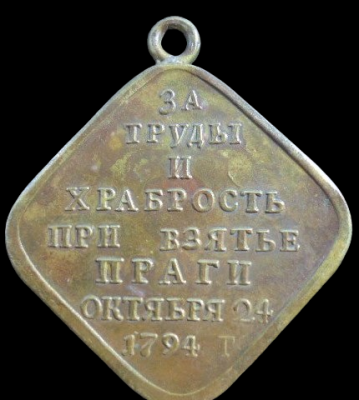 ЗА
ТРУДЫ
И
ХРАБРОСТЬ
ПРИ ВЗЯТЬЕ
ПРАГИ
ОКТЯБРЯ 24
1794 Г